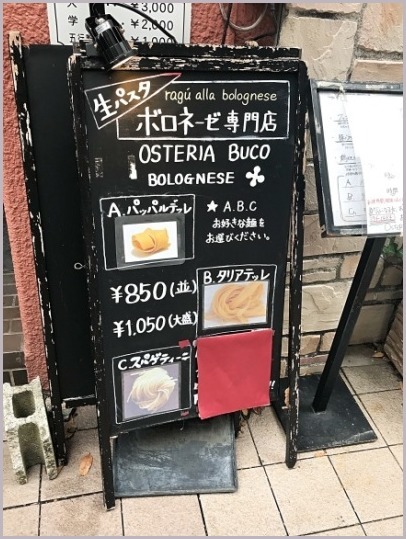 ¥3,000
学 ¥2,000
¥1,000
生パスタ
ragú alla bolognese
ボロネーゼ専門店
OSTERIA BUCO
BOLOGNESE
A.パッパルデッレ
★ A.B.C
お好きな麺を
お選びください。
¥850(並)
¥1,050(大盛)
B.タリアテッレ
C.スパゲティーニ